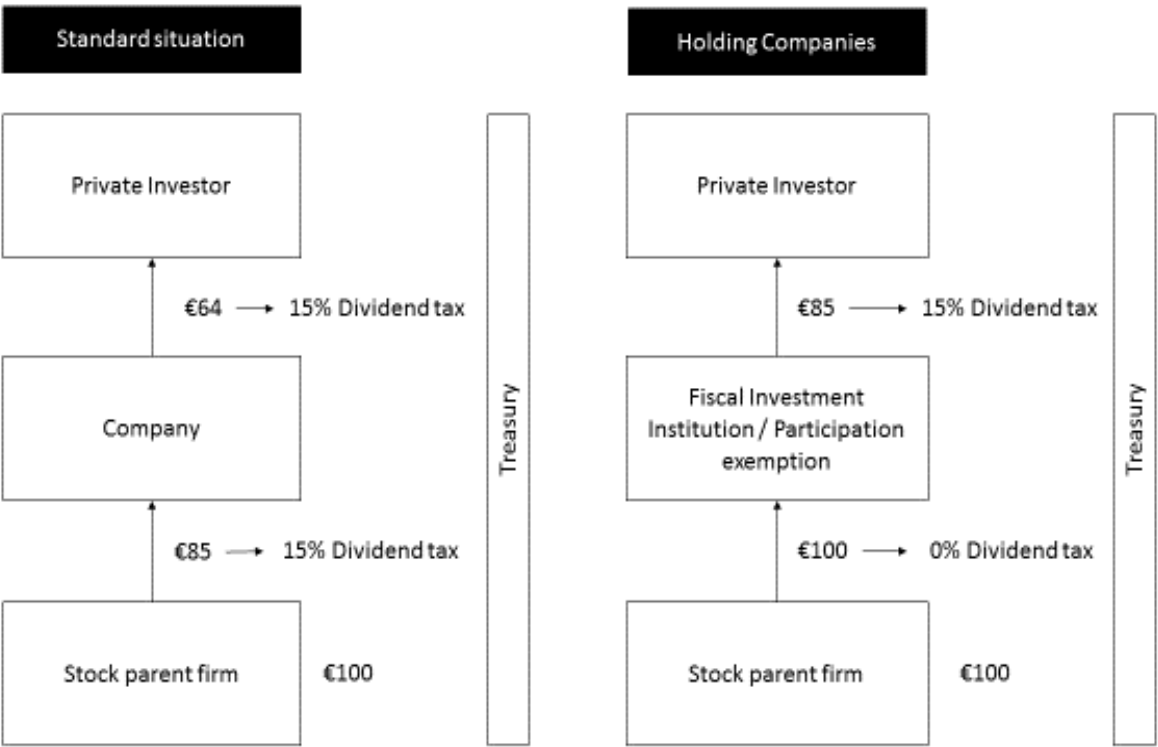 Standard situation
Private Investor
€64 → 15% Dividend tax
Company
€85 → 15% Dividend tax
Stock parent firm
€100
Treasury
Holding Companies
Private Investor
€85 → 15% Dividend tax
Fiscal Investment
Institution / Participation
exemption
€100 → 0% Dividend tax
Stock parent firm
€100
Treasury